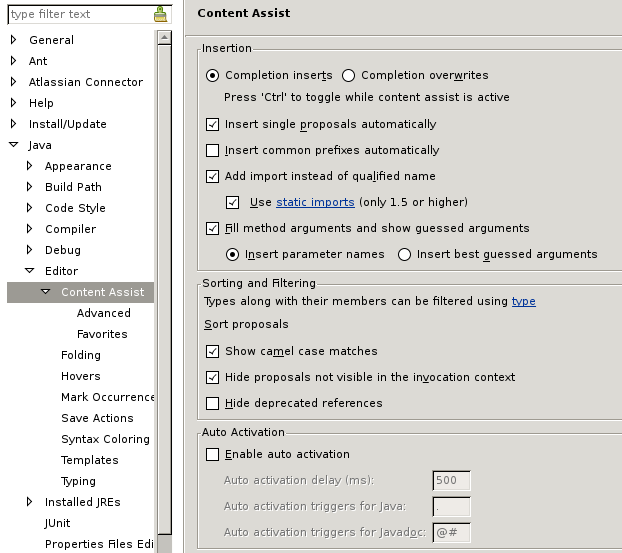 type filter text
General
Ant
Atlassian Connector
Help
Install/Update
Java
Appearance
Build Path
Code Style
Compiler
Debug
Editor
Content Assist
Advanced
Favorites
Folding
Hovers
Mark Occurrence
Save Actions
Syntax Coloring
Templates
Typing
Installed JREs
JUnit
Properties Files Edi
Content Assist
Insertion
Completion inserts Completion overwrites
Press 'Ctrl' to toggle while content assist is active
Insert single proposals automatically
Insert common prefixes automatically
Add import instead of qualified name
Use static imports (only 1.5 or higher)
Fill method arguments and show guessed arguments
Insert parameter names Insert best guessed arguments
Sorting and Filtering
Types along with their members can be filtered using type
Sort proposals
Show camel case matches
Hide proposals not visible in the invocation context
Hide deprecated references
Auto Activation
Enable auto activation
Auto activation delay (ms): 500
Auto activation triggers for Java: .
Auto activation triggers for Javadoc: @#